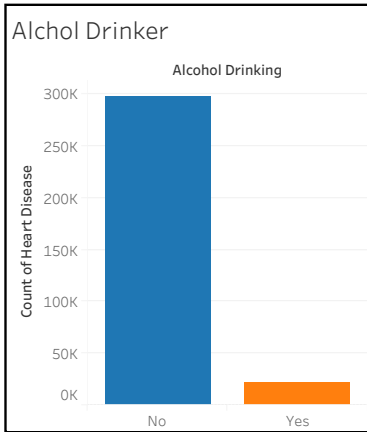 Alchol Drinker
Alcohol Drinking
Count of Heart Disease
300K
250K
200K
150K
100K
50K
0K
No Yes